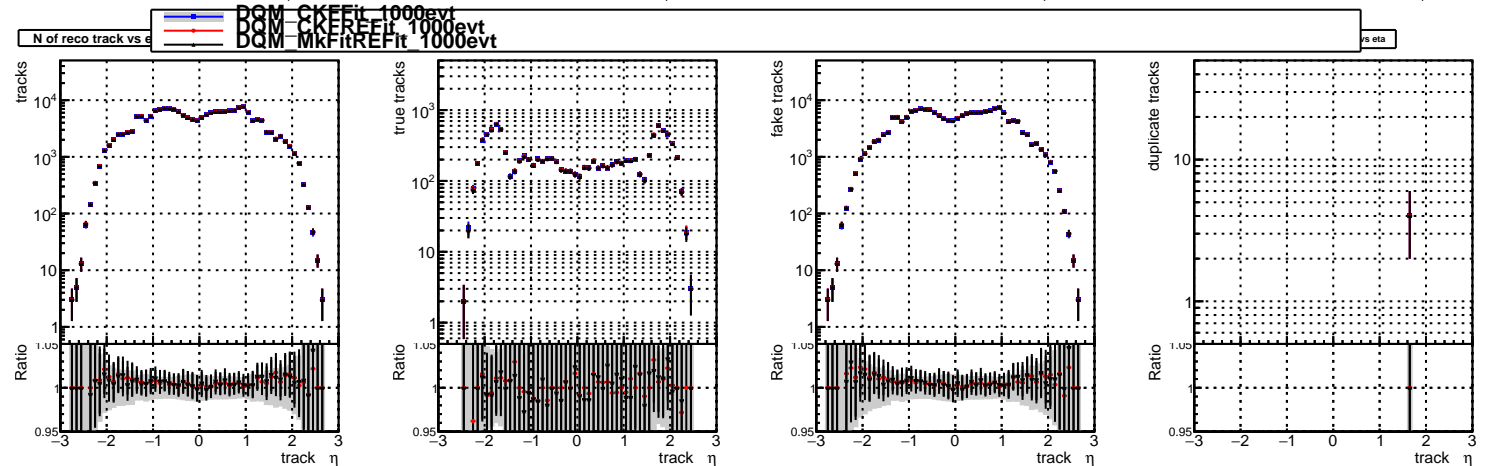 DQM_CKFFit_1000evt
DQM_CKFREFit_1000evt
DQM_MkFitREFit_1000evt
N of reco track vs e
vs eta
tracks
10⁴
10³
10²
10
1
Ratio
1.05
1
0.95
−3 −2 −1 0 1 2 3
track η
true tracks
10³
10²
10
1
Ratio
1.05
1
0.95
−3 −2 −1 0 1 2 3
track η
fake tracks
10⁴
10³
10²
10
1
Ratio
1.05
1
0.95
−3 −2 −1 0 1 2 3
track η
duplicate tracks
10
1
Ratio
1.05
1
0.95
−3 −2 −1 0 1 2 3
track η